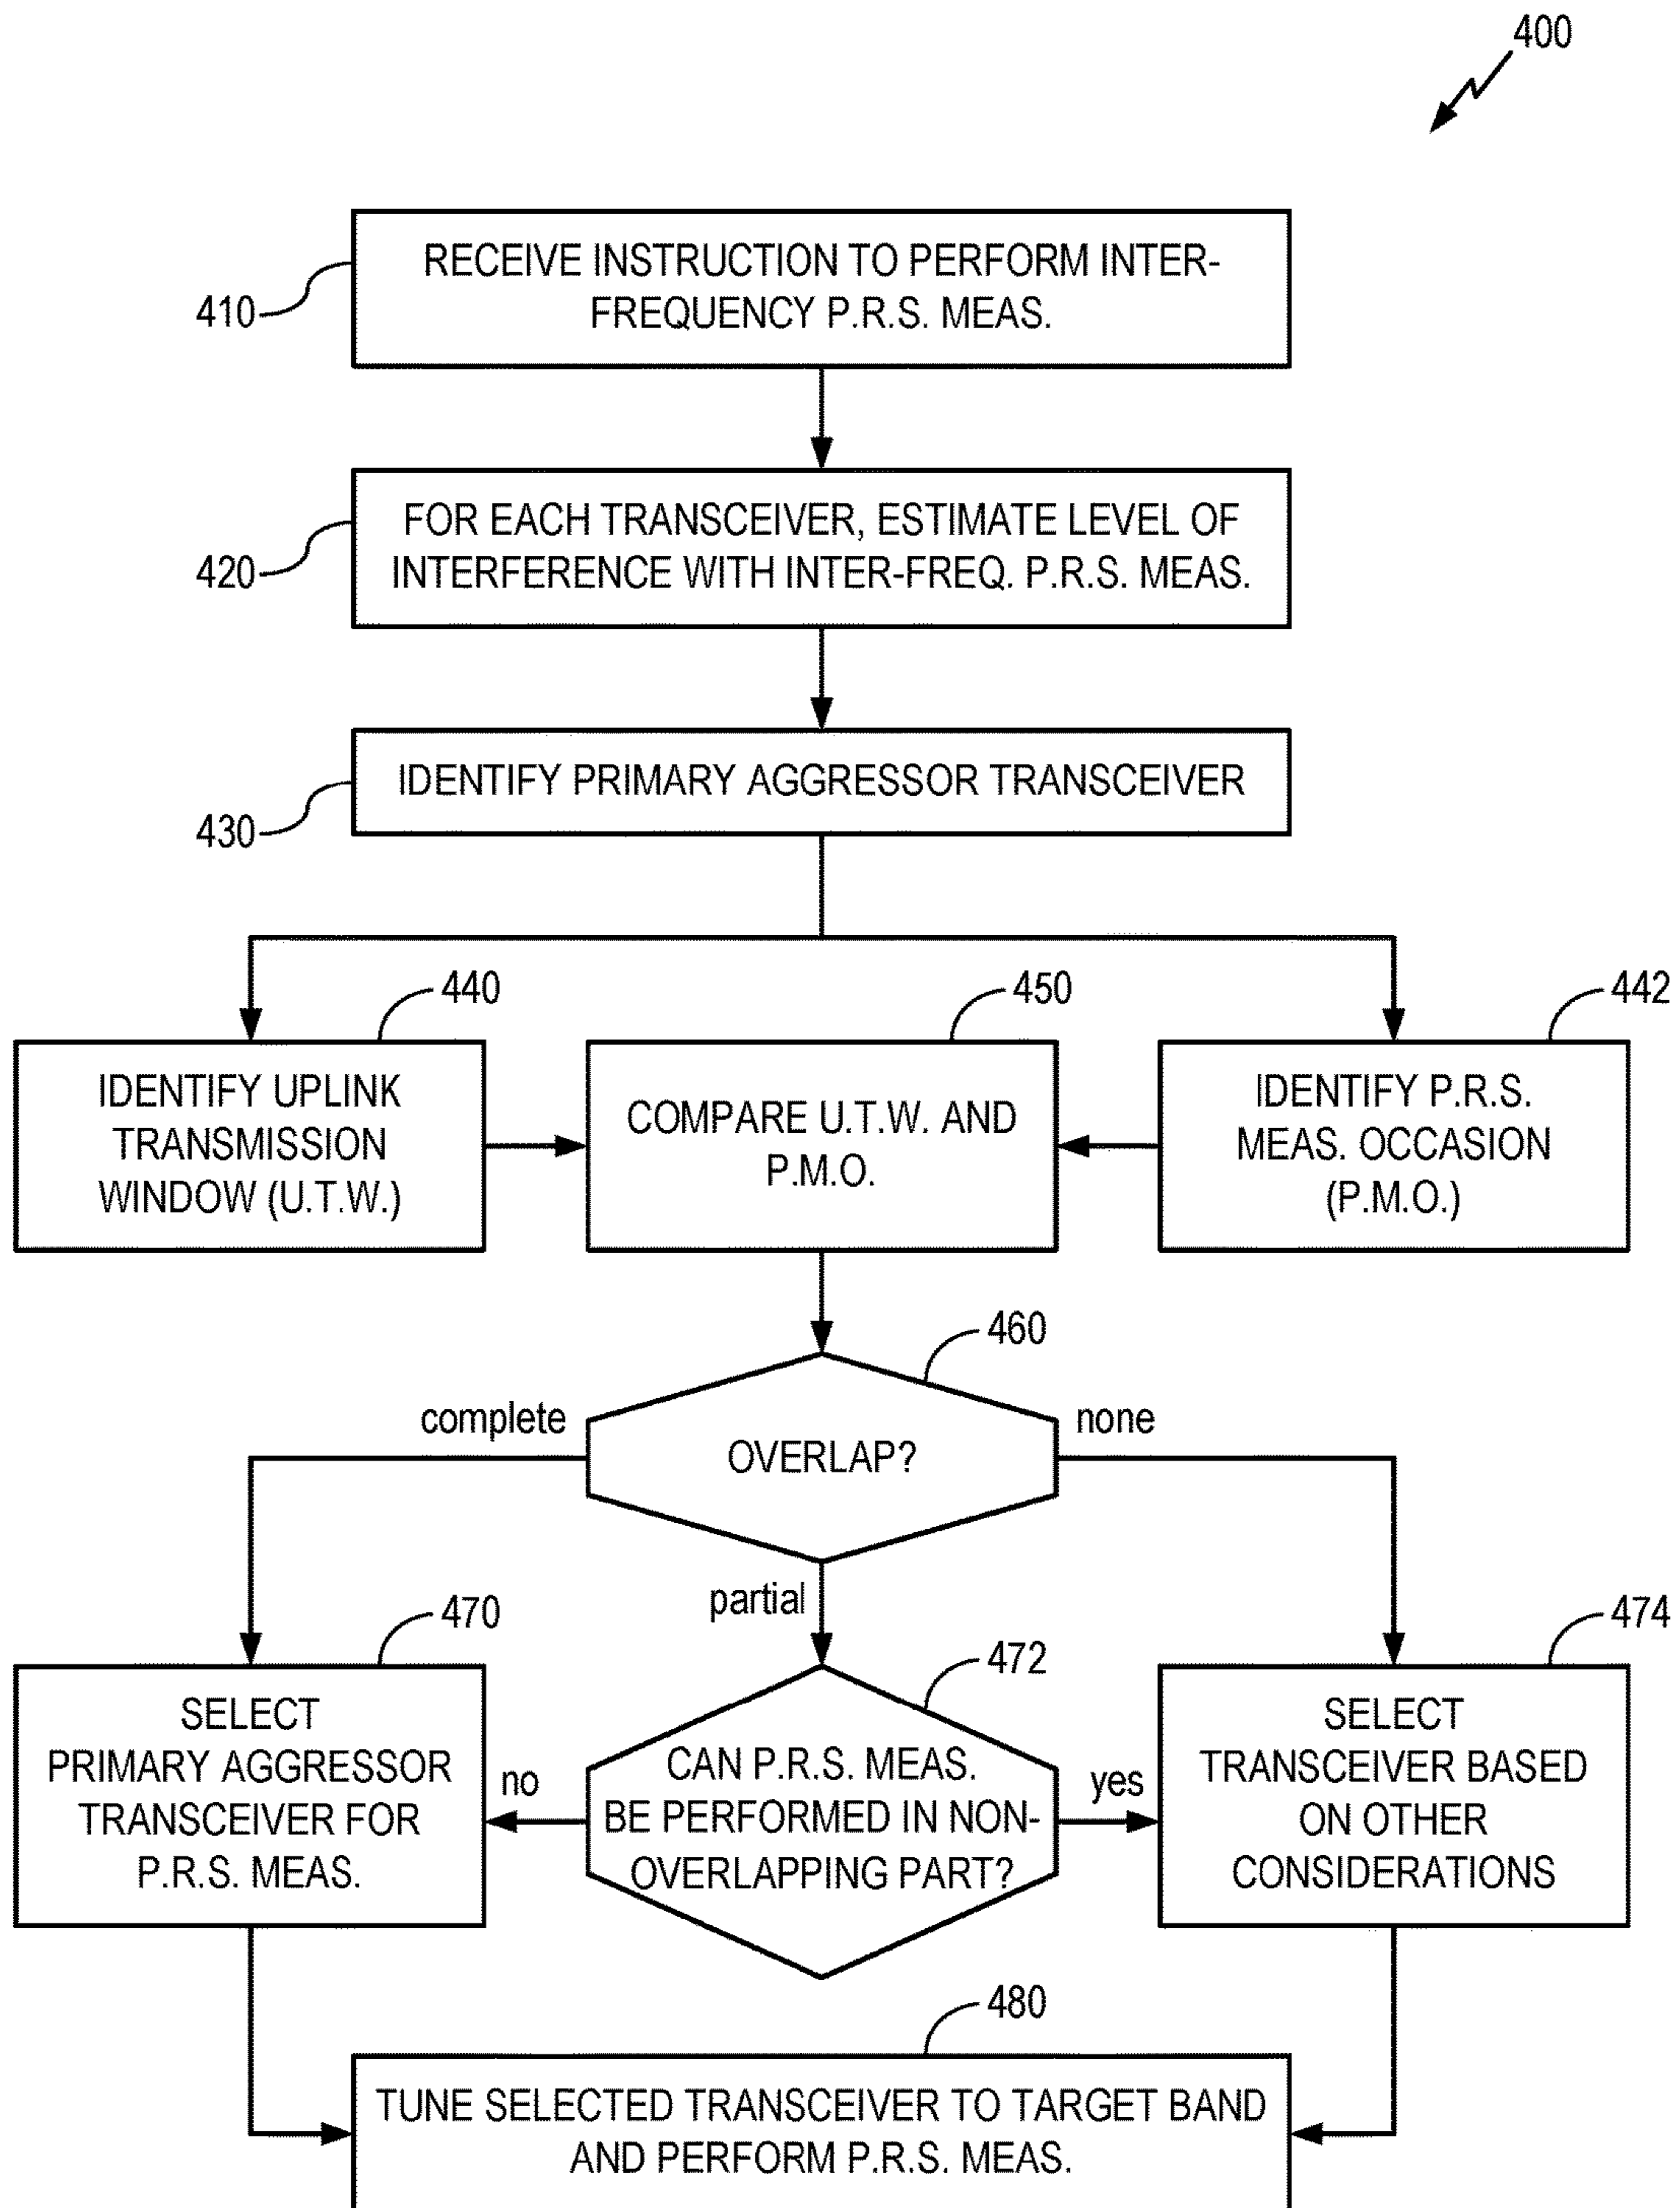 400
RECEIVE INSTRUCTION TO PERFORM INTER-
FREQUENCY P.R.S. MEAS.
410
FOR EACH TRANSCEIVER, ESTIMATE LEVEL OF
INTERFERENCE WITH INTER-FREQ. P.R.S. MEAS.
420
IDENTIFY PRIMARY AGGRESSOR TRANSCEIVER
430
440
450
442
IDENTIFY UPLINK
TRANSMISSION
WINDOW (U.T.W.)
COMPARE U.T.W. AND
P.M.O.
IDENTIFY P.R.S.
MEAS. OCCASION
(P.M.O.)
460
complete
none
OVERLAP?
partial
470
472
474
SELECT
PRIMARY AGGRESSOR
TRANSCEIVER FOR
P.R.S. MEAS.
no
CAN P.R.S. MEAS.
BE PERFORMED IN NON-
OVERLAPPING PART?
yes
SELECT
TRANSCEIVER BASED
ON OTHER
CONSIDERATIONS
480
TUNE SELECTED TRANSCEIVER TO TARGET BAND
AND PERFORM P.R.S. MEAS.